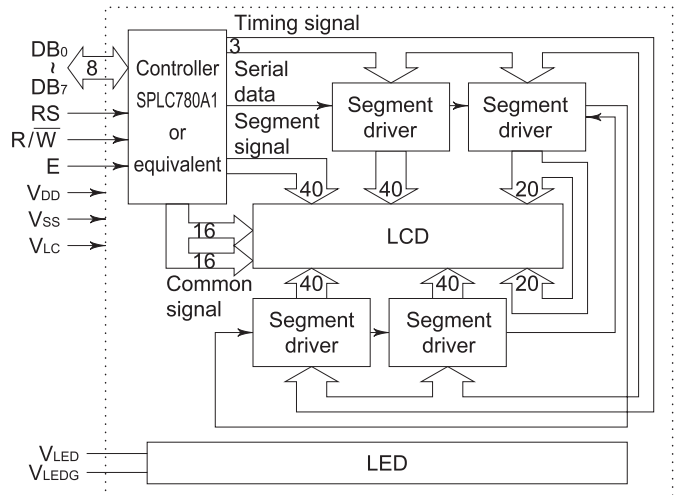 Timing signal
3
DB0
~
DB7
8
Controller
SPLC780A1
or
equivalent
Serial
data
Segment
signal
RS
R/W̅
E
VDD
VSS
VLC
Segment
driver
Segment
driver
40
40
20
16
16
LCD
Common
signal
40
40
20
Segment
driver
Segment
driver
VLED
VLEDG
LED